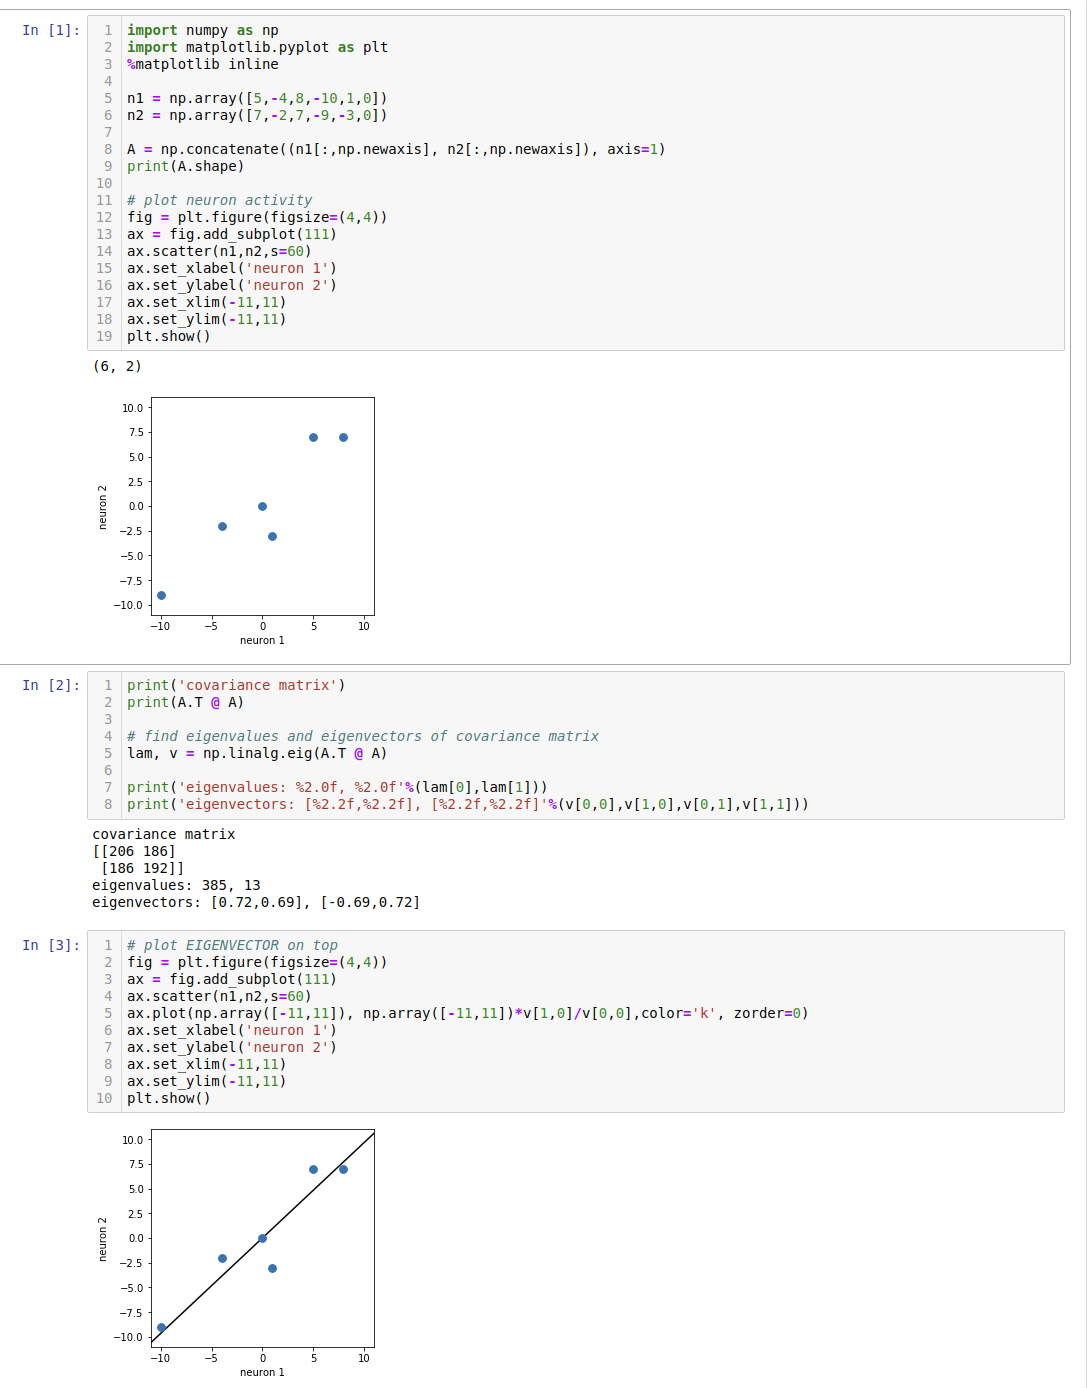 In [1]:
1 import numpy as np
2 import matplotlib.pyplot as plt
3 %matplotlib inline
4
5 n1 = np.array([5,-4,8,-10,1,0])
6 n2 = np.array([7,-2,7,-9,-3,0])
7
8 A = np.concatenate((n1[:,np.newaxis], n2[:,np.newaxis]), axis=1)
9 print(A.shape)
10
11 # plot neuron activity
12 fig = plt.figure(figsize=(4,4))
13 ax = fig.add_subplot(111)
14 ax.scatter(n1,n2,s=60)
15 ax.set_xlabel('neuron 1')
16 ax.set_ylabel('neuron 2')
17 ax.set_xlim(-11,11)
18 ax.set_ylim(-11,11)
19 plt.show()
(6, 2)
10.0
7.5
5.0
2.5
0.0
−2.5
−5.0
−7.5
−10.0
neuron 2
−10 −5 0 5 10
neuron 1
In [2]:
1 print('covariance matrix')
2 print(A.T @ A)
3
4 # find eigenvalues and eigenvectors of covariance matrix
5 lam, v = np.linalg.eig(A.T @ A)
6
7 print('eigenvalues: %2.0f, %2.0f'%(lam[0],lam[1]))
8 print('eigenvectors: [%2.2f,%2.2f], [%2.2f,%2.2f]'%(v[0,0],v[1,0],v[0,1],v[1,1]))
covariance matrix
[[206 186]
[186 192]]
eigenvalues: 385, 13
eigenvectors: [0.72,0.69], [-0.69,0.72]
In [3]:
1 # plot EIGENVECTOR on top
2 fig = plt.figure(figsize=(4,4))
3 ax = fig.add_subplot(111)
4 ax.scatter(n1,n2,s=60)
5 ax.plot(np.array([-11,11]), np.array([-11,11])*v[1,0]/v[0,0],color='k', zorder=0)
6 ax.set_xlabel('neuron 1')
7 ax.set_ylabel('neuron 2')
8 ax.set_xlim(-11,11)
9 ax.set_ylim(-11,11)
10 plt.show()
10.0
7.5
5.0
2.5
0.0
−2.5
−5.0
−7.5
−10.0
neuron 2
−10 −5 0 5 10
neuron 1